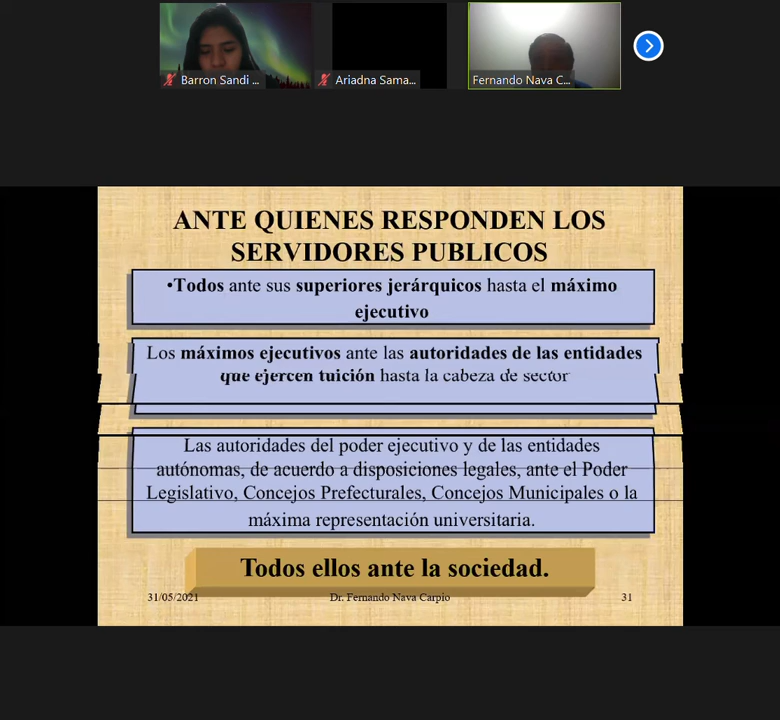 Barron Sandi ...
Ariadna Sama...
Fernando Nava C...
ANTE QUIENES RESPONDEN LOS
SERVIDORES PUBLICOS
•Todos ante sus superiores jerárquicos hasta el máximo
ejecutivo
Los máximos ejecutivos ante las autoridades de las entidades
que ejercen tuición hasta la cabeza de sector
Las autoridades del poder ejecutivo y de las entidades
autónomas, de acuerdo a disposiciones legales, ante el Poder
Legislativo, Concejos Prefecturales, Concejos Municipales o la
máxima representación universitaria.
Todos ellos ante la sociedad.
31/05/2021
Dr. Fernando Nava Carpio
31